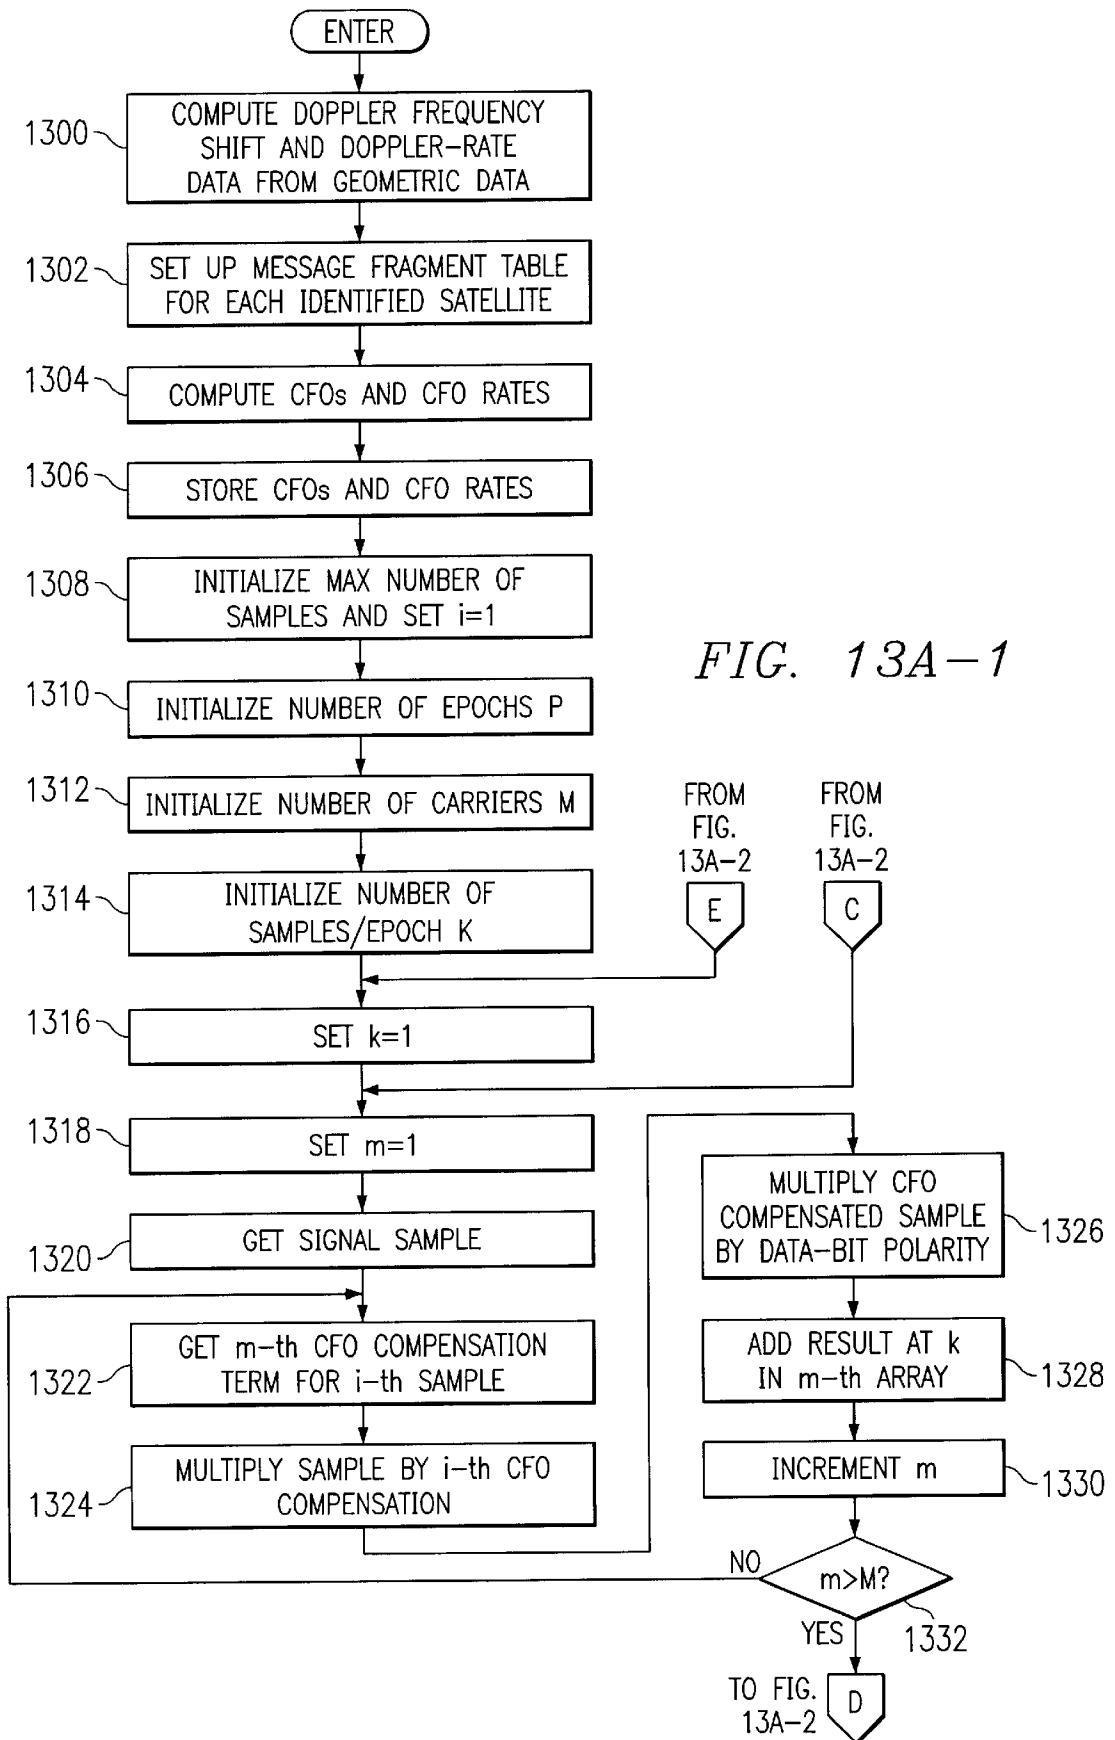 ENTER
1300
COMPUTE DOPPLER FREQUENCY
SHIFT AND DOPPLER-RATE
DATA FROM GEOMETRIC DATA
1302
SET UP MESSAGE FRAGMENT TABLE
FOR EACH IDENTIFIED SATELLITE
1304
COMPUTE CFOs AND CFO RATES
1306
STORE CFOs AND CFO RATES
1308
INITIALIZE MAX NUMBER OF
SAMPLES AND SET i=1
FIG. 13A-1
1310
INITIALIZE NUMBER OF EPOCHS P
1312
INITIALIZE NUMBER OF CARRIERS M
1314
INITIALIZE NUMBER OF
SAMPLES/EPOCH K
FROM
FIG.
13A-2
E
FROM
FIG.
13A-2
C
1316
SET k=1
1318
SET m=1
1320
GET SIGNAL SAMPLE
1322
GET m-th CFO COMPENSATION
TERM FOR i-th SAMPLE
1324
MULTIPLY SAMPLE BY i-th CFO
COMPENSATION
MULTIPLY CFO
COMPENSATED SAMPLE
BY DATA-BIT POLARITY
1326
ADD RESULT AT k
IN m-th ARRAY
1328
INCREMENT m
1330
NO
m>M?
1332
YES
TO FIG.
13A-2
D